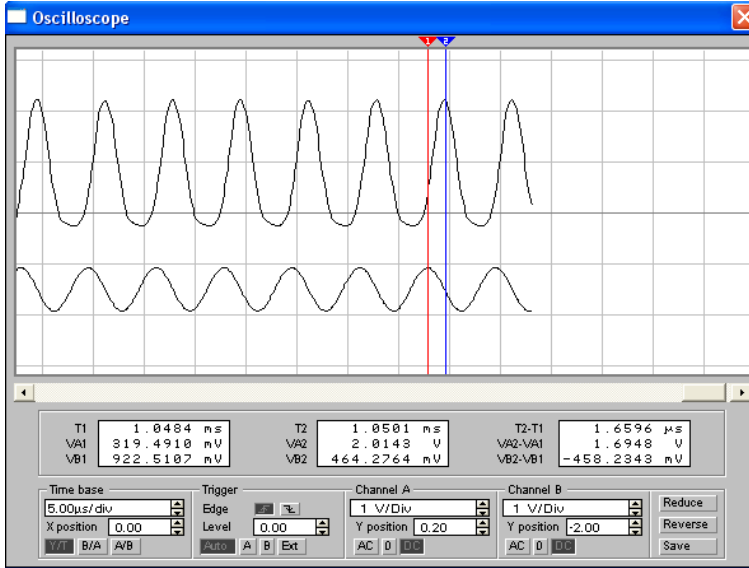 Oscilloscope
1 2
T1 1.0484 ms T2 1.0501 ms T2-T1 1.6596 µs
VA1 319.4910 mV VA2 2.0143 V VA2-VA1 1.6948 V
VB1 922.5107 mV VB2 464.2764 mV VB2-VB1 -458.2343 mV
Time base Trigger Channel A Channel B
5.00µs/div Edge 1 V/Div 1 V/Div Reduce
X position 0.00 Level 0.00 Y position 0.20 Y position -2.00 Reverse
Y/T B/A A/B Auto A B Ext AC 0 DC AC 0 DC Save